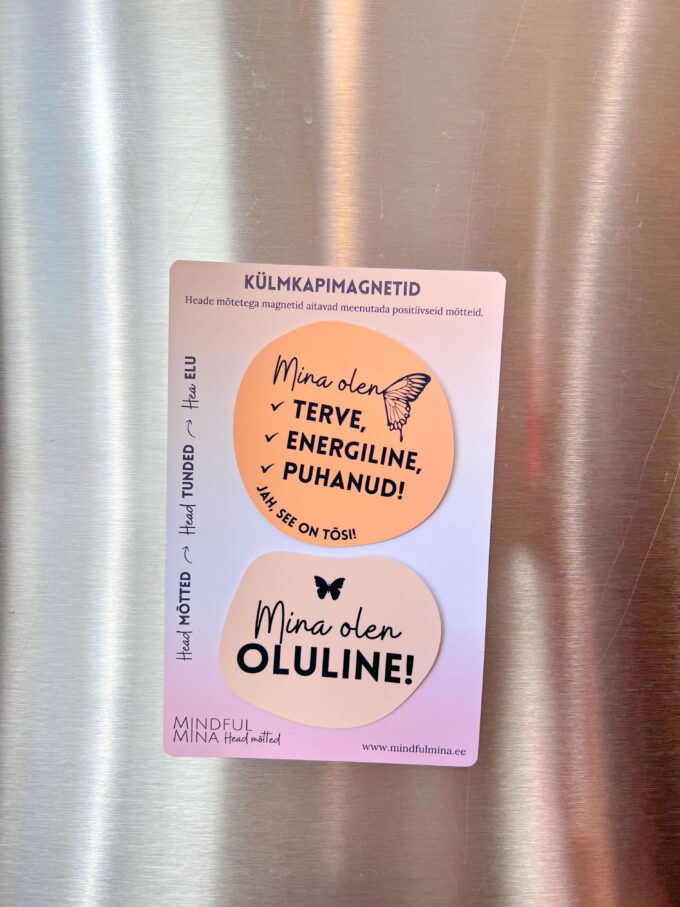 KÜLMKAPIMAGNETID
Heade mõtetega magnetid aitavad meenutada positiivseid mõtteid.
Head MÕTTED → Head TUNDED → Hea ELU
Mina olen
✓ TERVE,
✓ ENERGILINE,
✓ PUHANUD!
JAH, SEE ON TÕSI!
Mina olen
OLULINE!
MINDFUL
MINA Head mõtted
www.mindfulmina.ee